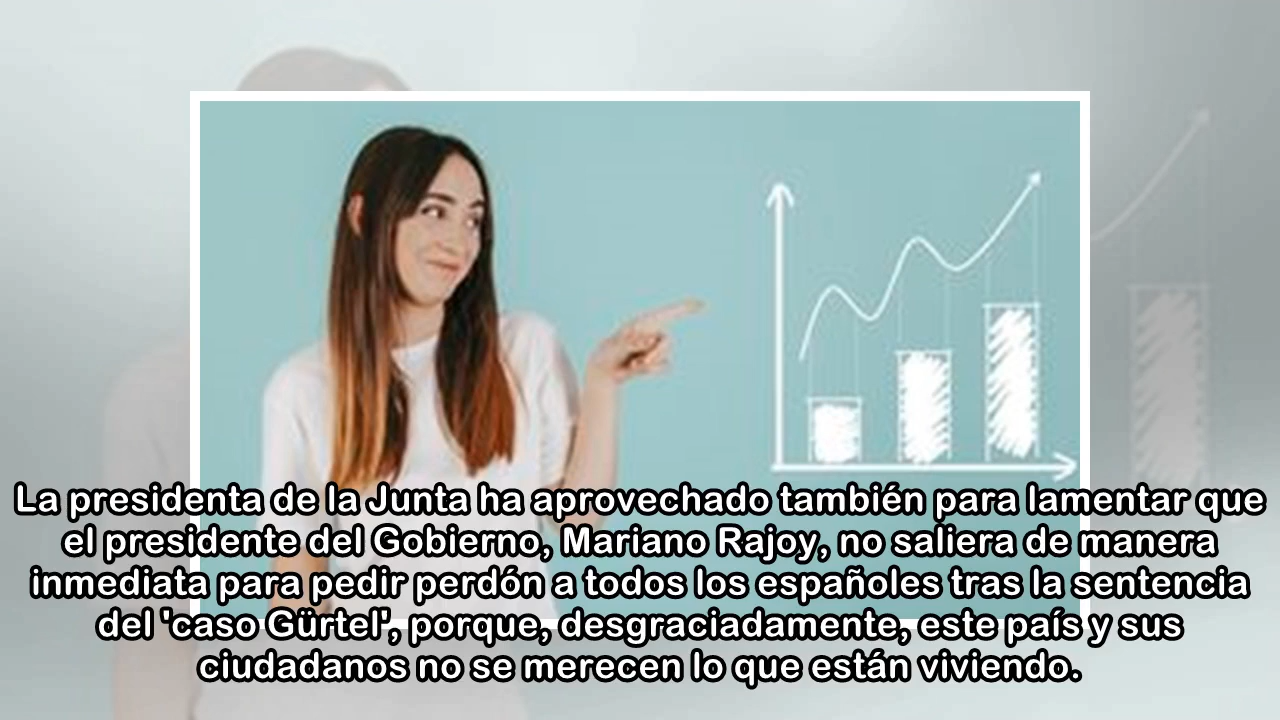 La presidenta de la Junta ha aprovechado también para lamentar que
el presidente del Gobierno, Mariano Rajoy, no saliera de manera
inmediata para pedir perdón a todos los españoles tras la sentencia
del 'caso Gürtel', porque, desgraciadamente, este país y sus
ciudadanos no se merecen lo que están viviendo.